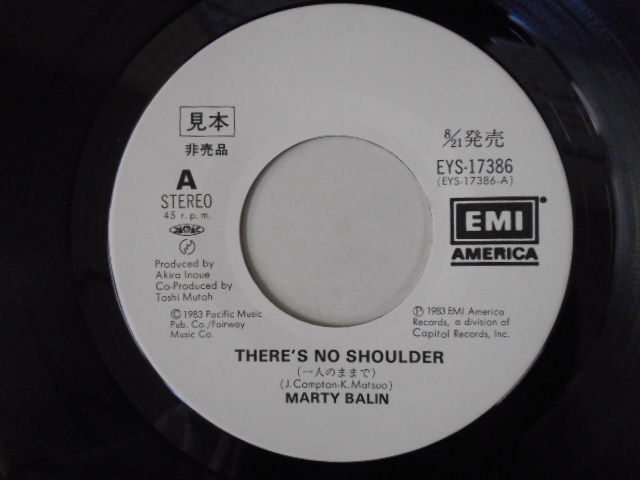 見本
非売品
A
STEREO
45 r.p.m.
Produced by
Akira Inoue
Co-Produced by
Toshi Mutoh
Ⓒ 1983 Pacific Music
Pub. Co./Fairway
Music Co.
8/21発売
EYS-17386
(EYS-17386-A)
EMI
AMERICA
Ⓟ 1983 EMI America
Records, a division of
Capitol Records, Inc.
THERE'S NO SHOULDER
(一人のままで)
(J. Compton-K. Matsuo)
MARTY BALIN